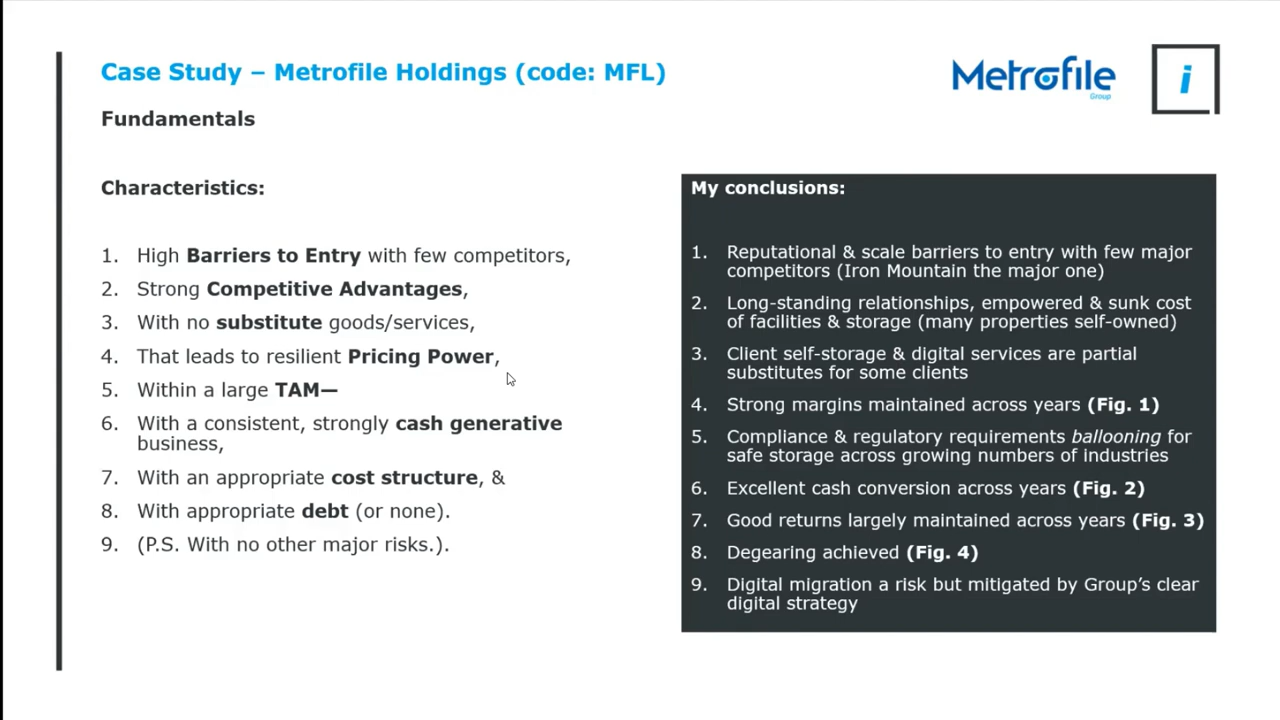 Case Study – Metrofile Holdings (code: MFL)
Metrofile
Group
i
Fundamentals
Characteristics:
1. High Barriers to Entry with few competitors,
2. Strong Competitive Advantages,
3. With no substitute goods/services,
4. That leads to resilient Pricing Power,
5. Within a large TAM—
6. With a consistent, strongly cash generative
business,
7. With an appropriate cost structure, &
8. With appropriate debt (or none).
9. (P.S. With no other major risks.).
My conclusions:
1. Reputational & scale barriers to entry with few major
competitors (Iron Mountain the major one)
2. Long-standing relationships, empowered & sunk cost
of facilities & storage (many properties self-owned)
3. Client self-storage & digital services are partial
substitutes for some clients
4. Strong margins maintained across years (Fig. 1)
5. Compliance & regulatory requirements ballooning for
safe storage across growing numbers of industries
6. Excellent cash conversion across years (Fig. 2)
7. Good returns largely maintained across years (Fig. 3)
8. Degearing achieved (Fig. 4)
9. Digital migration a risk but mitigated by Group’s clear
digital strategy